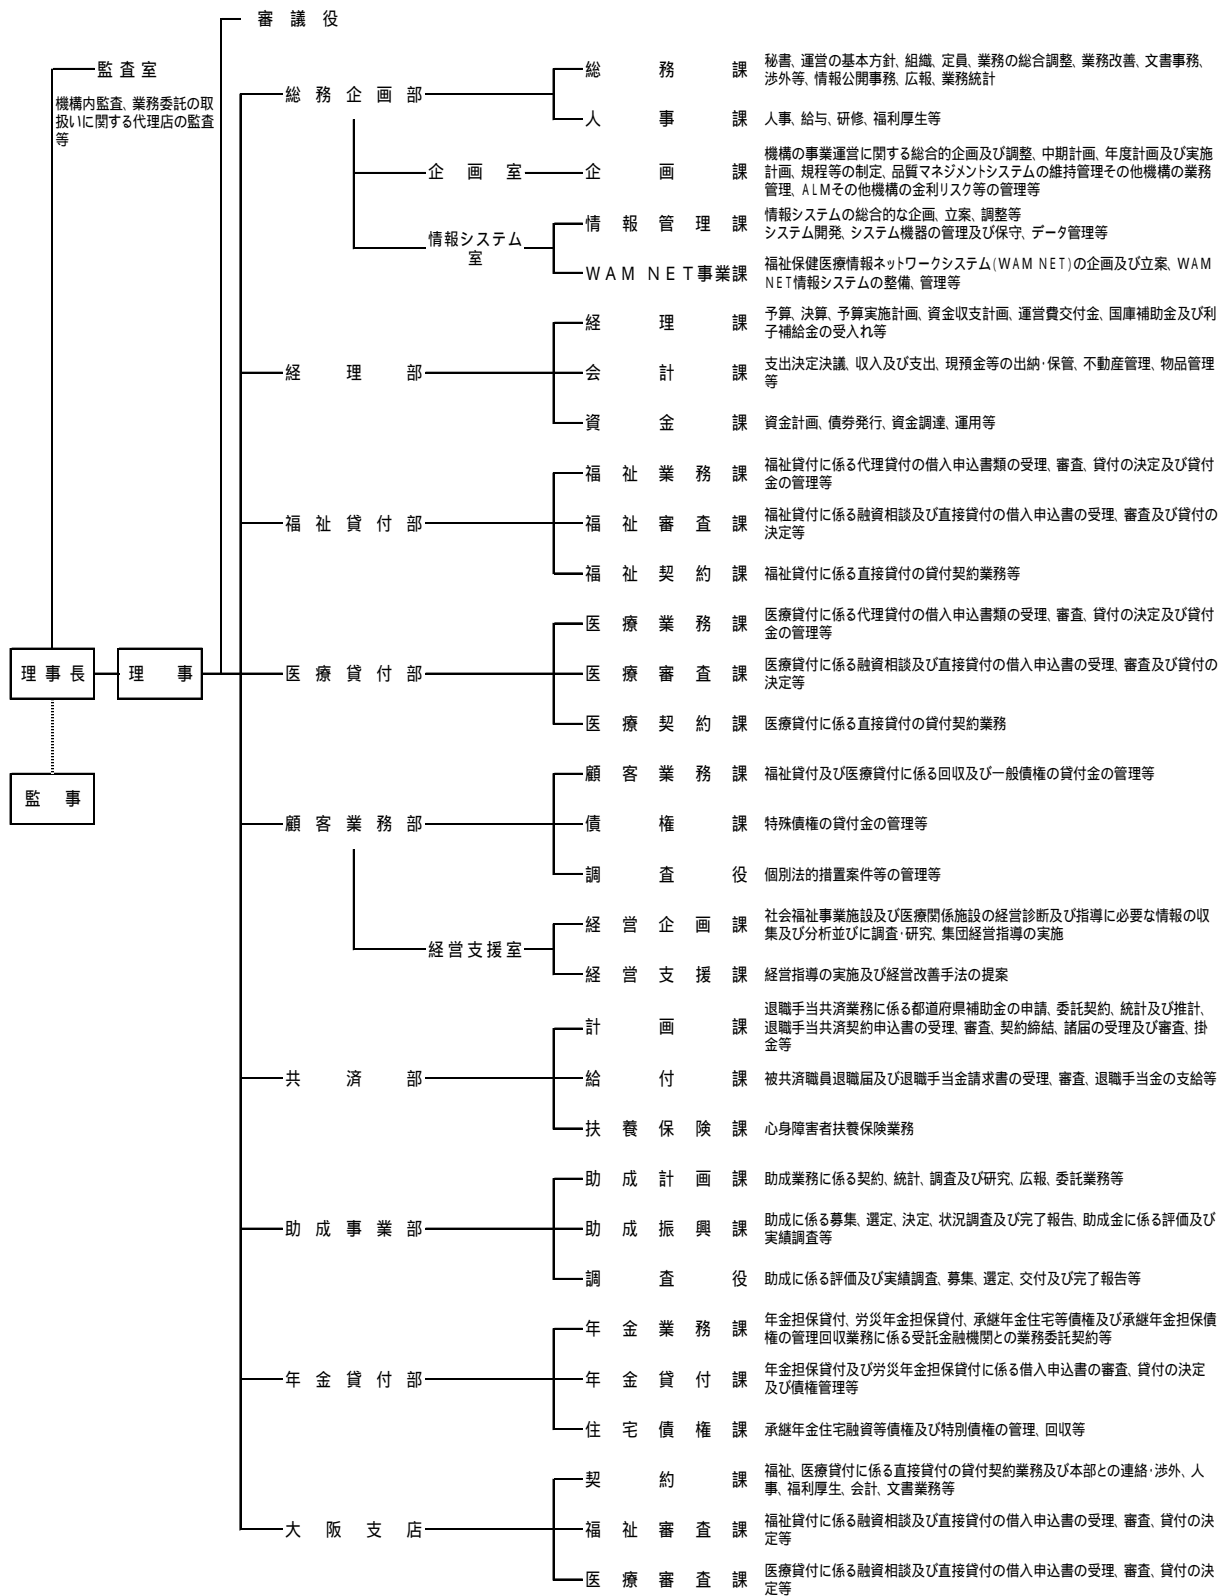 審議役
監査室
機構内監査、業務委託の取
扱いに関する代理店の監査
等
総務企画部
総務課
秘書、運営の基本方針、組織、定員、業務の総合調整、業務改善、文書事務、
渉外等、情報公開事務、広報、業務統計
人事課
人事、給与、研修、福利厚生等
企画室
企画課
機構の事業運営に関する総合的企画及び調整、中期計画、年度計画及び実施
計画、規程等の制定、品質マネジメントシステムの維持管理その他機構の業務
管理、ALMその他機構の金利リスク等の管理等
情報システム
室
情報管理課
情報システムの総合的な企画、立案、調整等
システム開発、システム機器の管理及び保守、データ管理等
WAM NET事業課
福祉保健医療情報ネットワークシステム(WAM NET)の企画及び立案、WAM
NET情報システムの整備、管理等
経理部
経理課
予算、決算、予算実施計画、資金収支計画、運営費交付金、国庫補助金及び利
子補給金の受入れ等
会計課
支出決定決議、収入及び支出、現預金等の出納・保管、不動産管理、物品管理
等
資金課
資金計画、債券発行、資金調達、運用等
福祉貸付部
福祉業務課
福祉貸付に係る代理貸付の借入申込書類の受理、審査、貸付の決定及び貸付
金の管理等
福祉審査課
福祉貸付に係る融資相談及び直接貸付の借入申込書の受理、審査及び貸付の
決定等
福祉契約課
福祉貸付に係る直接貸付の貸付契約業務等
理事長
理事
監事
医療貸付部
医療業務課
医療貸付に係る代理貸付の借入申込書類の受理、審査、貸付の決定及び貸付
金の管理等
医療審査課
医療貸付に係る融資相談及び直接貸付の借入申込書の受理、審査及び貸付の
決定等
医療契約課
医療貸付に係る直接貸付の貸付契約業務
顧客業務部
顧客業務課
福祉貸付及び医療貸付に係る回収及び一般債権の貸付金の管理等
債権課
特殊債権の貸付金の管理等
調査役
個別法的措置案件等の管理等
経営支援室
経営企画課
社会福祉事業施設及び医療関係施設の経営診断及び指導に必要な情報の収
集及び分析並びに調査・研究、集団経営指導の実施
経営支援課
経営指導の実施及び経営改善手法の提案
共済部
計画課
退職手当共済業務に係る都道府県補助金の申請、委託契約、統計及び推計、
退職手当共済契約申込書の受理、審査、契約締結、諸届の受理及び審査、掛
金等
給付課
被共済職員退職届及び退職手当金請求書の受理、審査、退職手当金の支給等
扶養保険課
心身障害者扶養保険業務
助成事業部
助成計画課
助成業務に係る契約、統計、調査及び研究、広報、委託業務等
助成振興課
助成に係る募集、選定、決定、状況調査及び完了報告、助成金に係る評価及び
実績調査等
調査役
助成に係る評価及び実績調査、募集、選定、交付及び完了報告等
年金貸付部
年金業務課
年金担保貸付、労災年金担保貸付、承継年金住宅等債権及び承継年金担保債
権の管理回収業務に係る受託金融機関との業務委託契約等
年金貸付課
年金担保貸付及び労災年金担保貸付に係る借入申込書の審査、貸付の決定
及び債権管理等
住宅債権課
承継年金住宅融資等債権及び特別債権の管理、回収等
大阪支店
契約課
福祉、医療貸付に係る直接貸付の貸付契約業務及び本部との連絡・渉外、人
事、福利厚生、会計、文書業務等
福祉審査課
福祉貸付に係る融資相談及び直接貸付の借入申込書の受理、審査、貸付の決
定等
医療審査課
医療貸付に係る融資相談及び直接貸付の借入申込書の受理、審査、貸付の決
定等